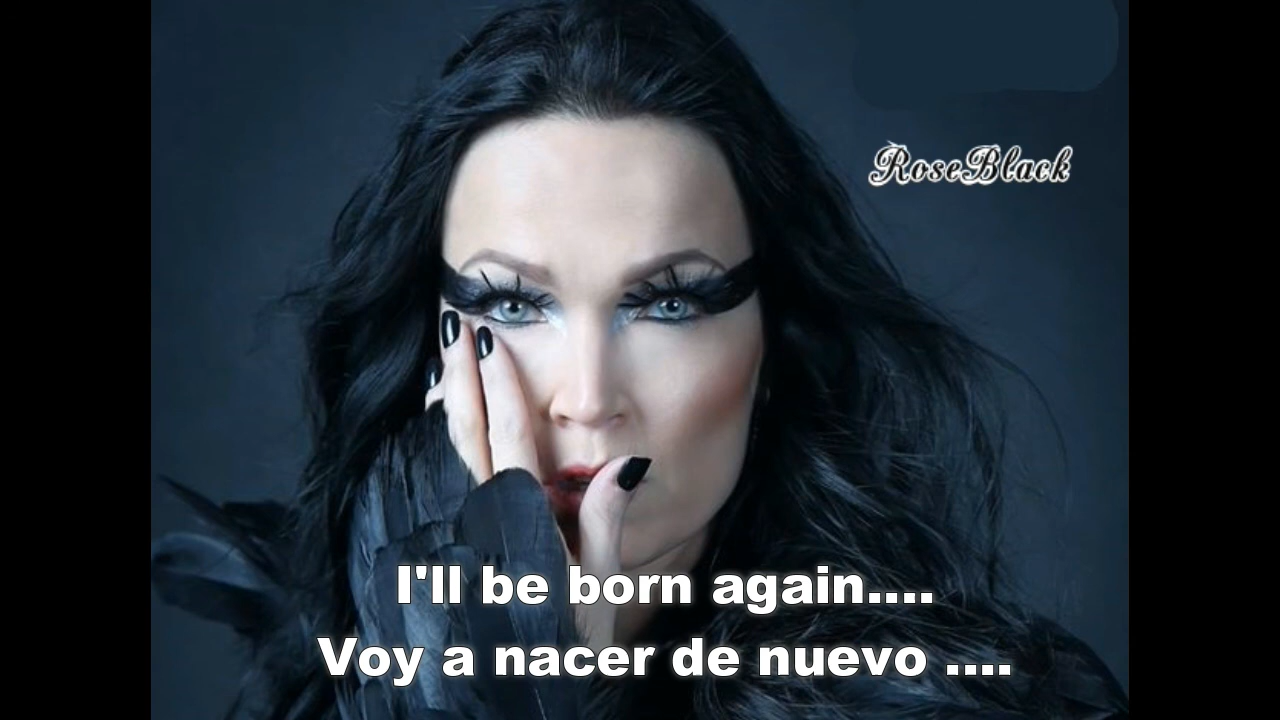 RoseBlack
I'll be born again....
Voy a nacer de nuevo ....